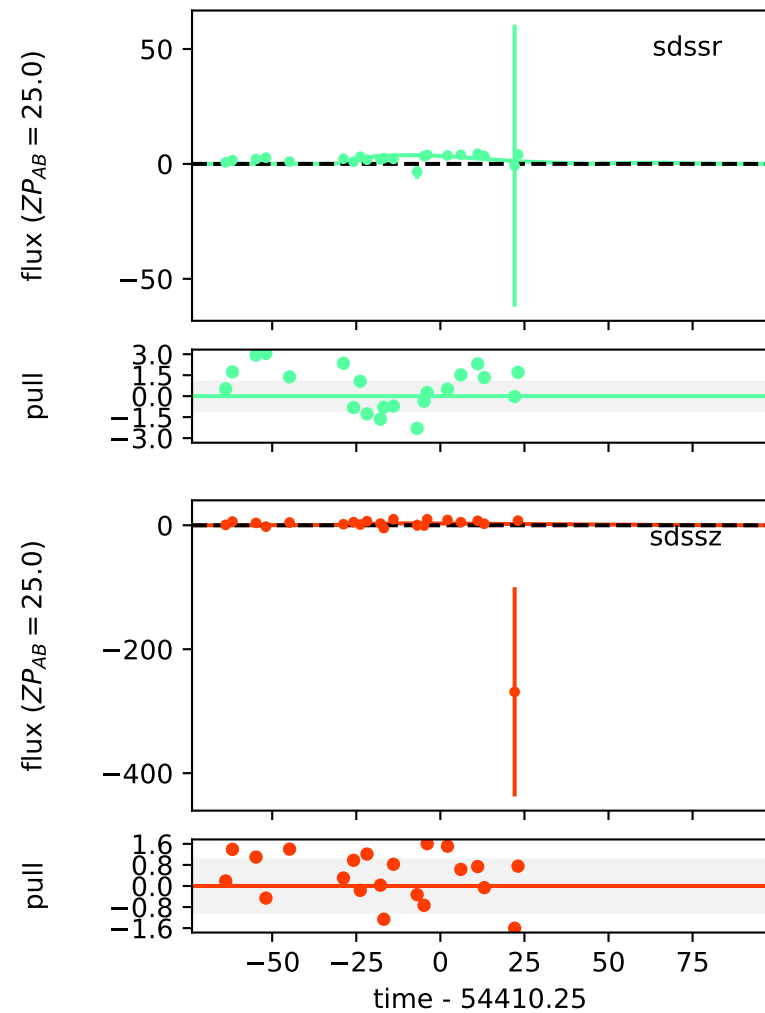 50
0
−50
flux (ZP_AB = 25.0)
sdssr
3.0
1.5
0.0
−1.5
−3.0
pull
0
−200
−400
flux (ZP_AB = 25.0)
sdssz
1.6
0.8
0.0
−0.8
−1.6
pull
−50 −25 0 25 50 75
time - 54410.25